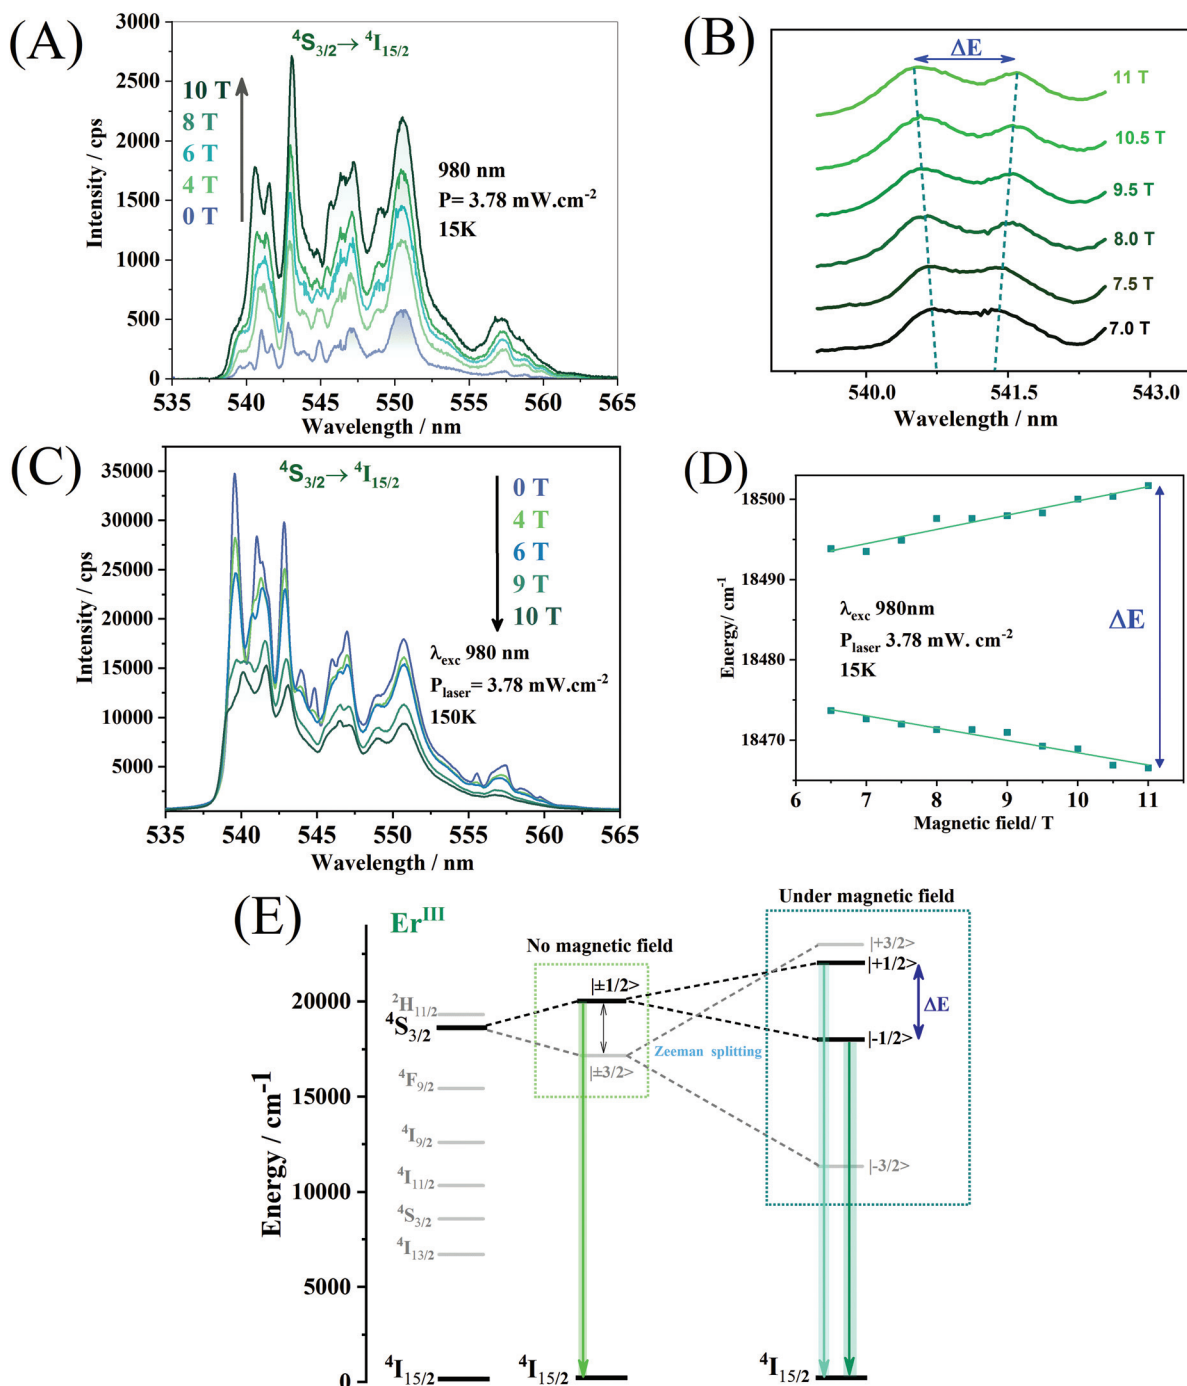 (A)
⁴S₃/₂→ ⁴I₁₅/₂
10 T
8 T
6 T
4 T
0 T
980 nm
P= 3.78 mW.cm⁻²
15K
Intensity / cps
3000
2500
2000
1500
1000
500
0
535 540 545 550 555 560 565
Wavelength / nm
(B)
ΔE
11 T
10.5 T
9.5 T
8.0 T
7.5 T
7.0 T
540.0 541.5 543.0
Wavelength / nm
(C)
⁴S₃/₂→ ⁴I₁₅/₂
0 T
4 T
6 T
9 T
10 T
λexc 980 nm
Plaser= 3.78 mW.cm⁻²
150K
Intensity / cps
35000
30000
25000
20000
15000
10000
5000
535 540 545 550 555 560 565
Wavelength / nm
(D)
Energy/ cm⁻¹
18500
18490
18480
18470
λexc 980nm
Plaser 3.78 mW. cm⁻²
15K
ΔE
6 7 8 9 10 11
Magnetic field/ T
(E)
Erᴵᴵᴵ
No magnetic field
Under magnetic field
Energy / cm⁻¹
20000
15000
10000
5000
0
²H₁₁/₂
⁴S₃/₂
⁴F₉/₂
⁴I₉/₂
⁴I₁₁/₂
⁴S₃/₂
⁴I₁₃/₂
⁴I₁₅/₂
|±1/2>
|±3/2>
⁴I₁₅/₂
Zeeman splitting
|+3/2>
|+1/2>
ΔE
|-1/2>
|-3/2>
⁴I₁₅/₂